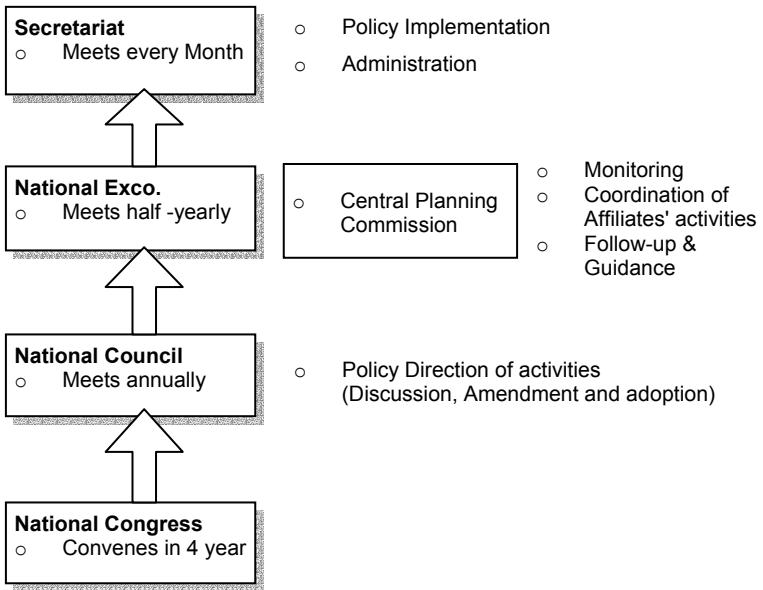 Secretariat
o Meets every Month
o Policy Implementation
o Administration
National Exco.
o Meets half -yearly
o Central Planning
Commission
o Monitoring
o Coordination of
Affiliates' activities
o Follow-up &
Guidance
National Council
o Meets annually
o Policy Direction of activities
(Discussion, Amendment and adoption)
National Congress
o Convenes in 4 year